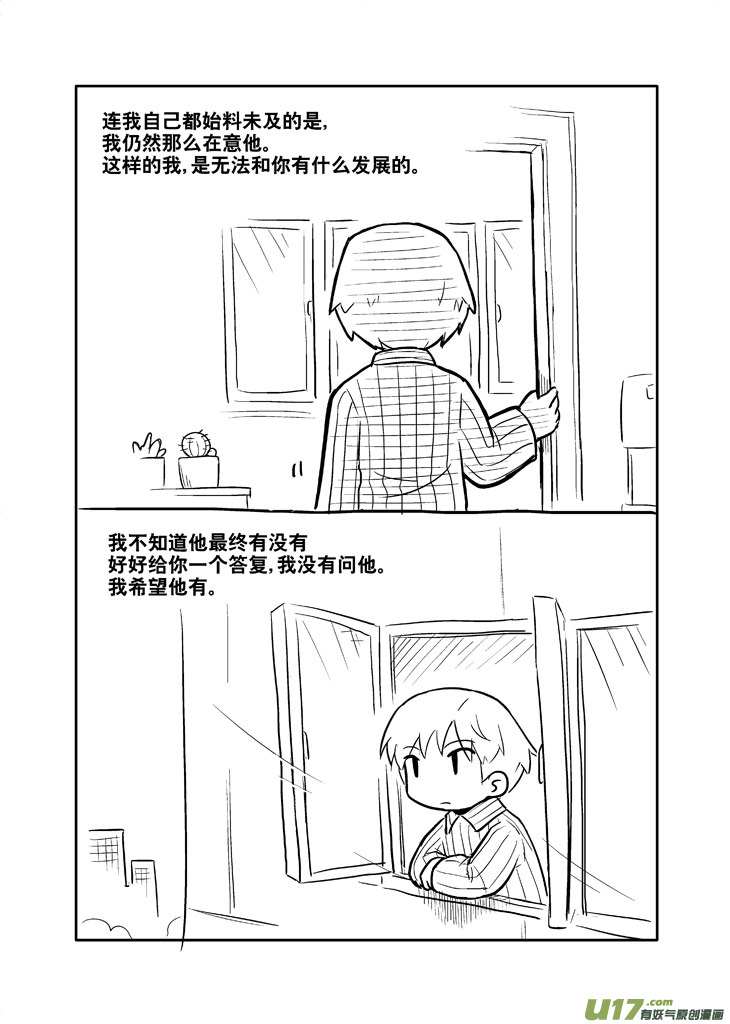 连我自己都始料未及的是,
我仍然那么在意他。
这样的我,是无法和你有什么发展的。
我不知道他最终有没有
好好给你一个答复,我没有问他。
我希望他有。
U17.com
有妖气原创漫画